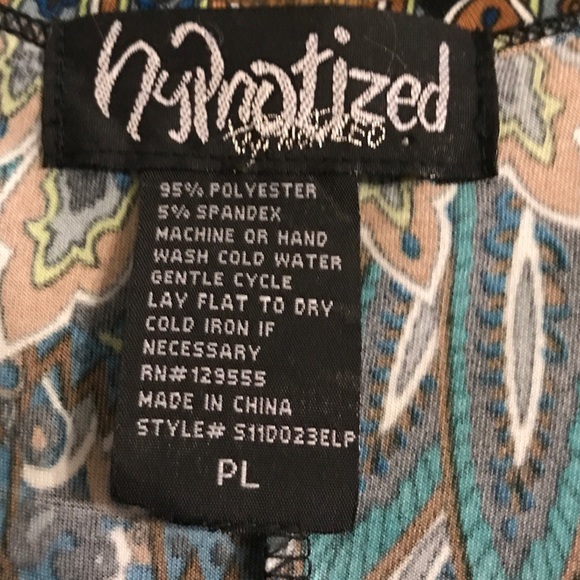 hypnotized
95% POLYESTER
5% SPANDEX
MACHINE OR HAND
WASH COLD WATER
GENTLE CYCLE
LAY FLAT TO DRY
COLD IRON IF
NECESSARY
RN# 129555
MADE IN CHINA
STYLE# S11D023ELP
PL